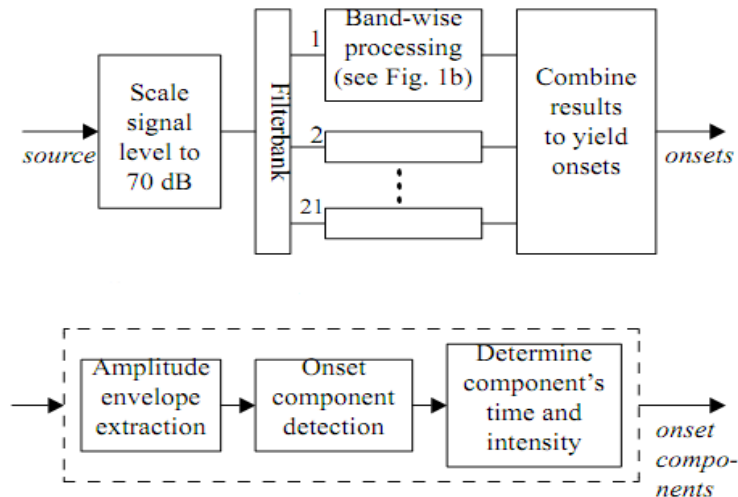 source
Scale
signal
level to
70 dB
Filterbank
1
Band-wise
processing
(see Fig. 1b)
2
21
Combine
results
to yield
onsets
onsets
Amplitude
envelope
extraction
Onset
component
detection
Determine
component’s
time and
intensity
onset
compo-
nents